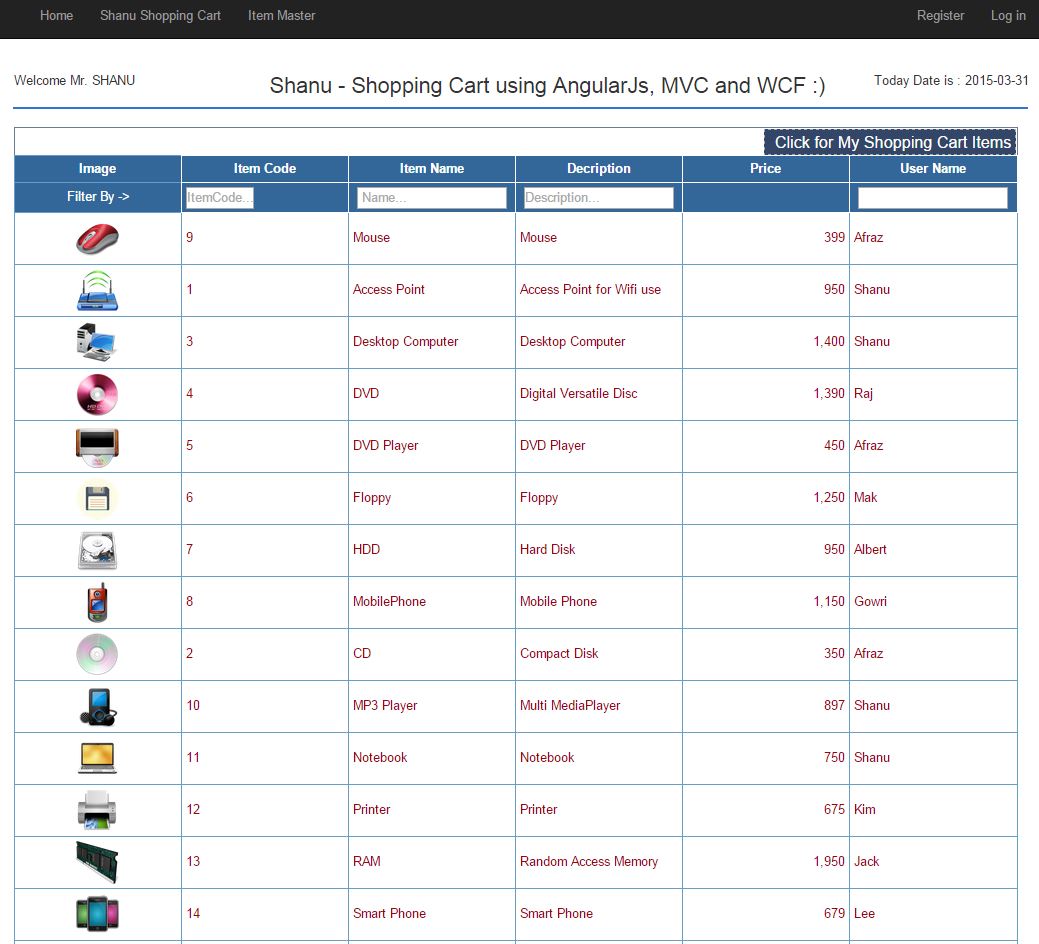 Home Shanu Shopping Cart Item Master Register Log in
Welcome Mr. SHANU Shanu - Shopping Cart using AngularJs, MVC and WCF :) Today Date is : 2015-03-31
Click for My Shopping Cart Items
Image Item Code Item Name Decription Price User Name
Filter By -> ItemCode... Name... Description...
9 Mouse Mouse 399 Afraz
1 Access Point Access Point for Wifi use 950 Shanu
3 Desktop Computer Desktop Computer 1,400 Shanu
4 DVD Digital Versatile Disc 1,390 Raj
5 DVD Player DVD Player 450 Afraz
6 Floppy Floppy 1,250 Mak
7 HDD Hard Disk 950 Albert
8 MobilePhone Mobile Phone 1,150 Gowri
2 CD Compact Disk 350 Afraz
10 MP3 Player Multi MediaPlayer 897 Shanu
11 Notebook Notebook 750 Shanu
12 Printer Printer 675 Kim
13 RAM Random Access Memory 1,950 Jack
14 Smart Phone Smart Phone 679 Lee